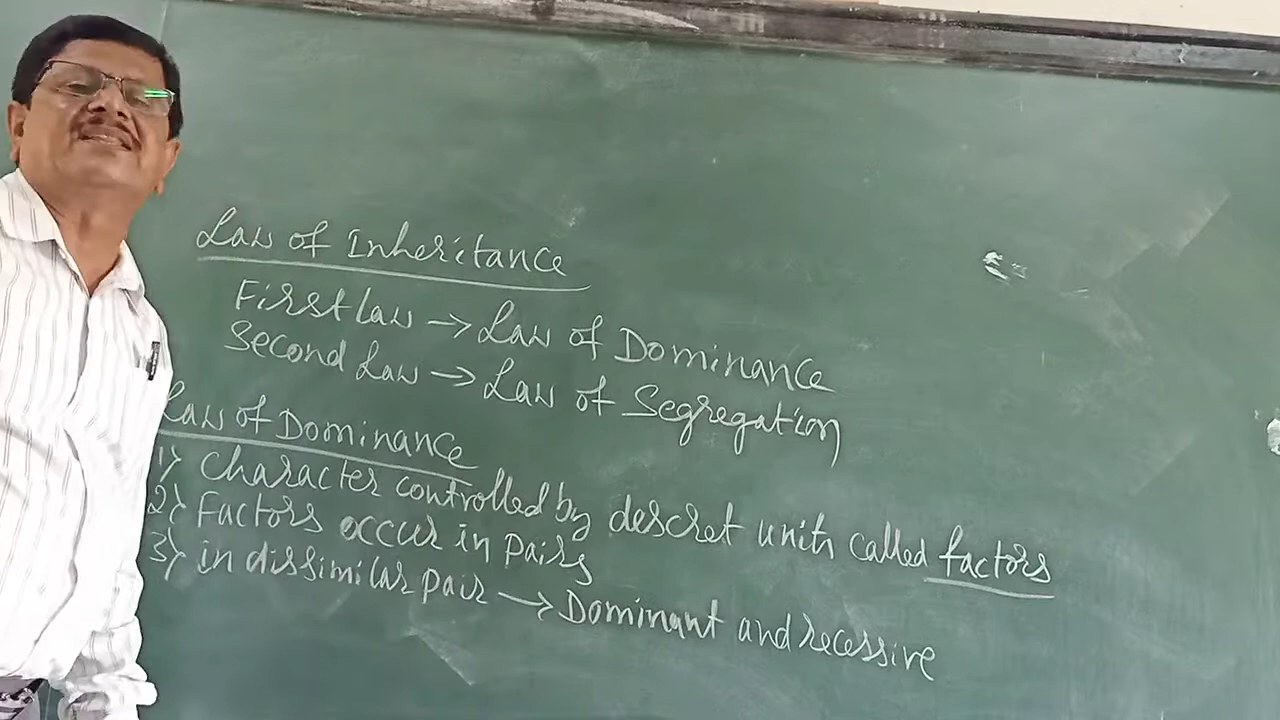 Law of Inheritance
First law → Law of Dominance
Second Law → Law of Segregation
Law of Dominance
1) Character controlled by descret units called factors
2) Factors occur in Pairs
3) in dissimilar pair → Dominant and recessive